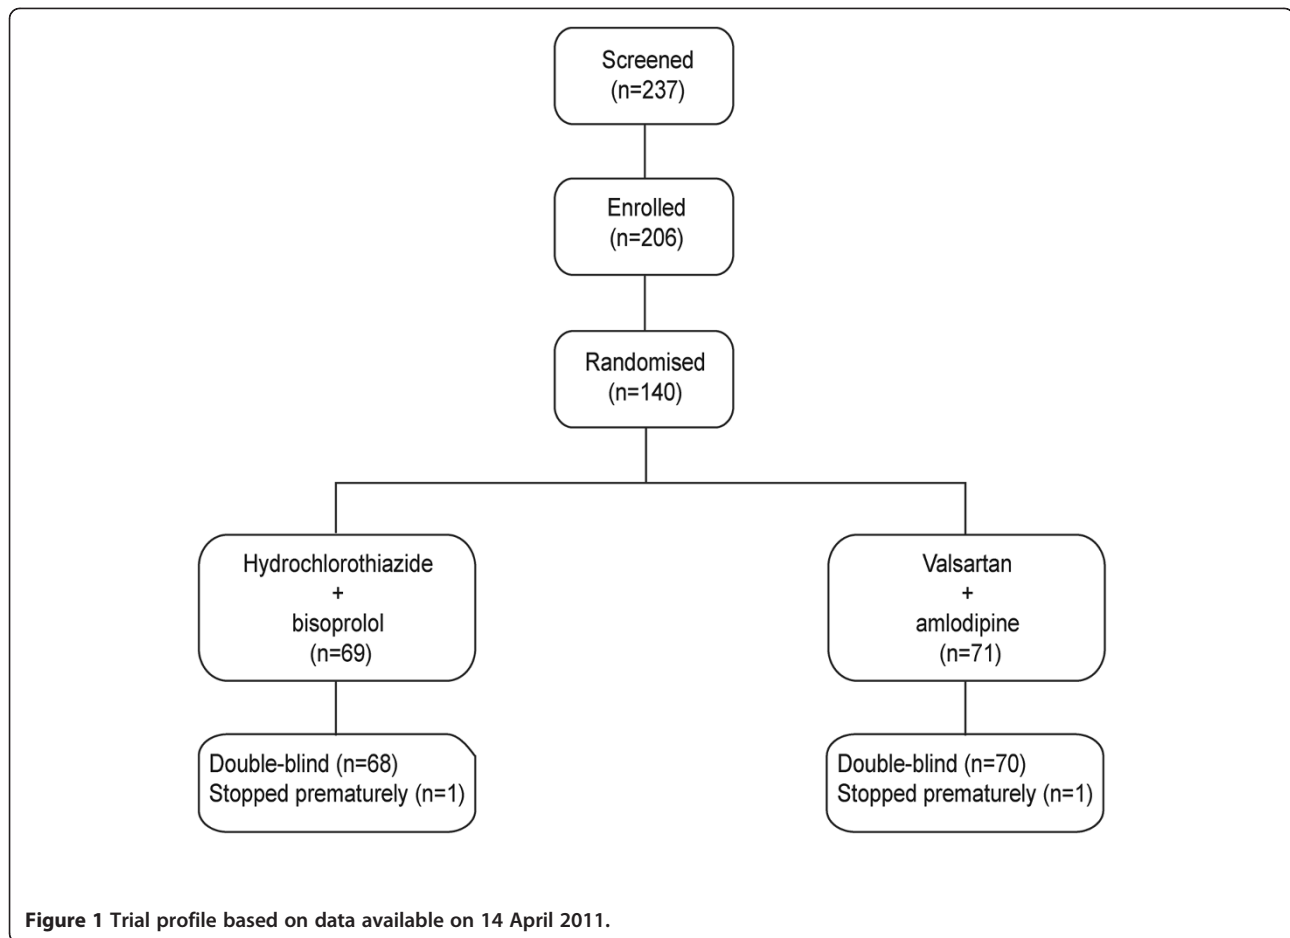 Screened
(n=237)
Enrolled
(n=206)
Randomised
(n=140)
Hydrochlorothiazide
+
bisoprolol
(n=69)
Valsartan
+
amlodipine
(n=71)
Double-blind (n=68)
Stopped prematurely (n=1)
Double-blind (n=70)
Stopped prematurely (n=1)
Figure 1 Trial profile based on data available on 14 April 2011.